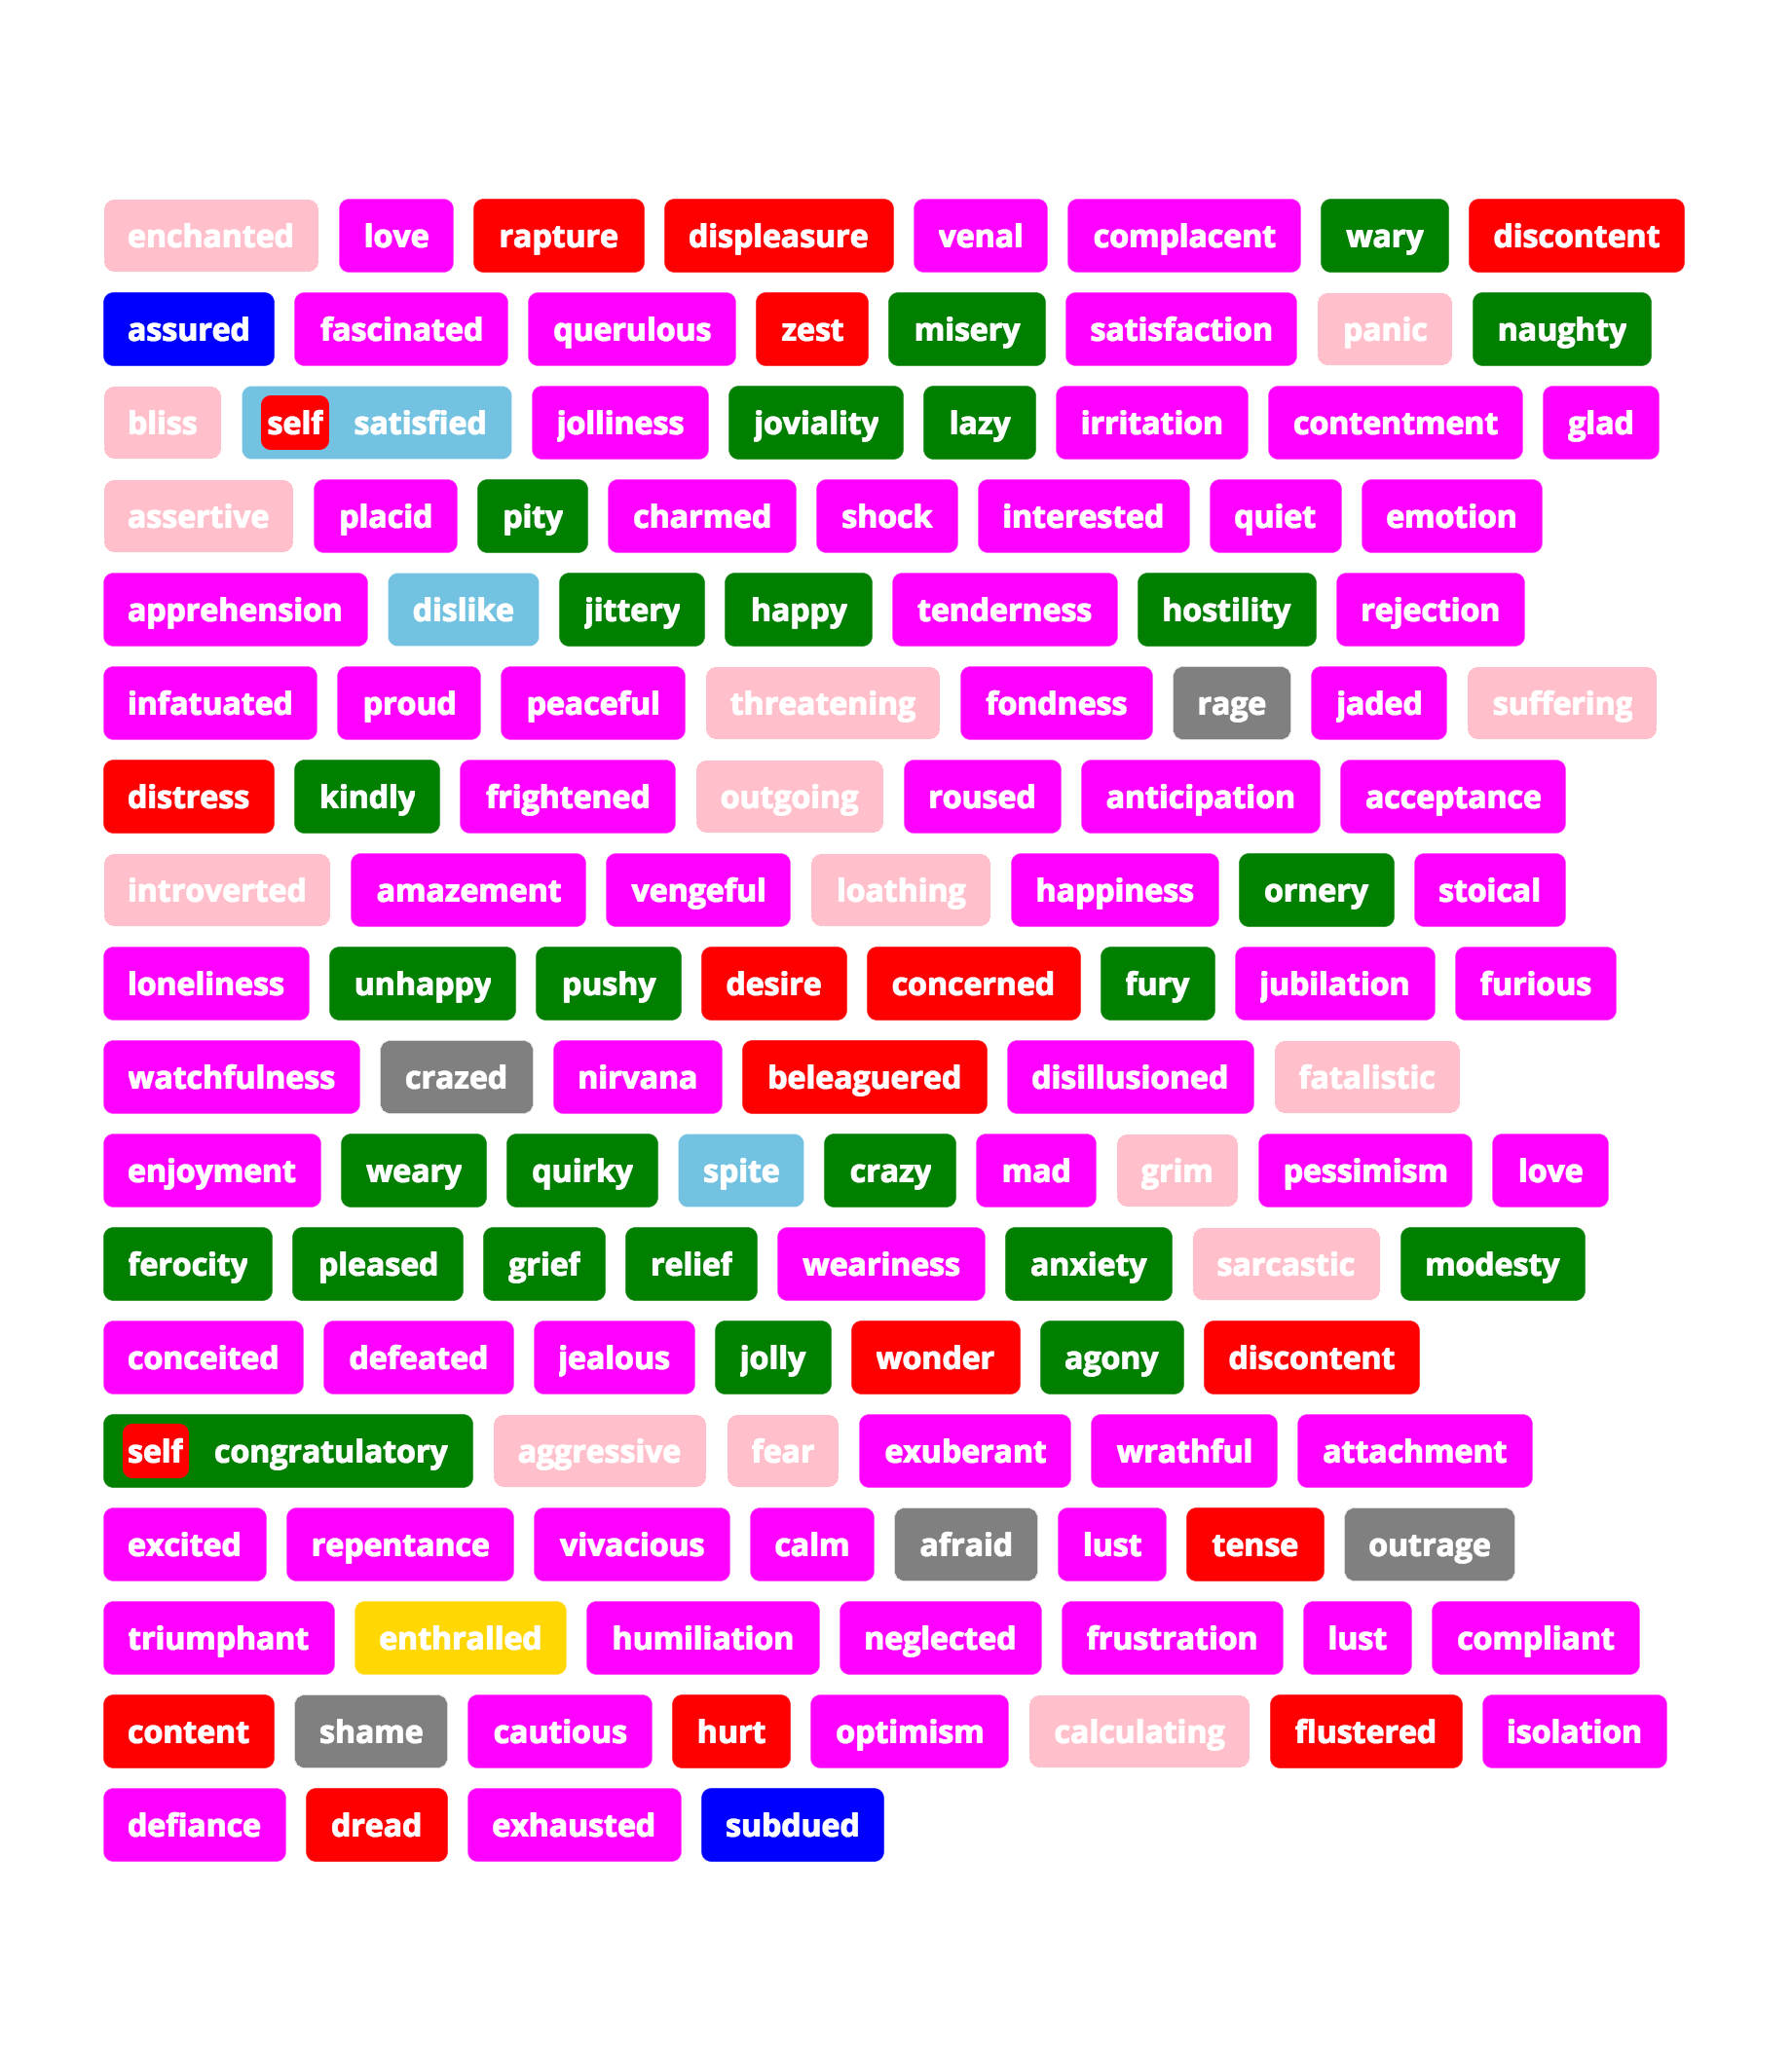 enchanted love rapture displeasure venal complacent wary discontent
assured fascinated querulous zest misery satisfaction panic naughty
bliss self satisfied jolliness joviality lazy irritation contentment glad
assertive placid pity charmed shock interested quiet emotion
apprehension dislike jittery happy tenderness hostility rejection
infatuated proud peaceful threatening fondness rage jaded suffering
distress kindly frightened outgoing roused anticipation acceptance
introverted amazement vengeful loathing happiness ornery stoical
loneliness unhappy pushy desire concerned fury jubilation furious
watchfulness crazed nirvana beleaguered disillusioned fatalistic
enjoyment weary quirky spite crazy mad grim pessimism love
ferocity pleased grief relief weariness anxiety sarcastic modesty
conceited defeated jealous jolly wonder agony discontent
self congratulatory aggressive fear exuberant wrathful attachment
excited repentance vivacious calm afraid lust tense outrage
triumphant enthralled humiliation neglected frustration lust compliant
content shame cautious hurt optimism calculating flustered isolation
defiance dread exhausted subdued